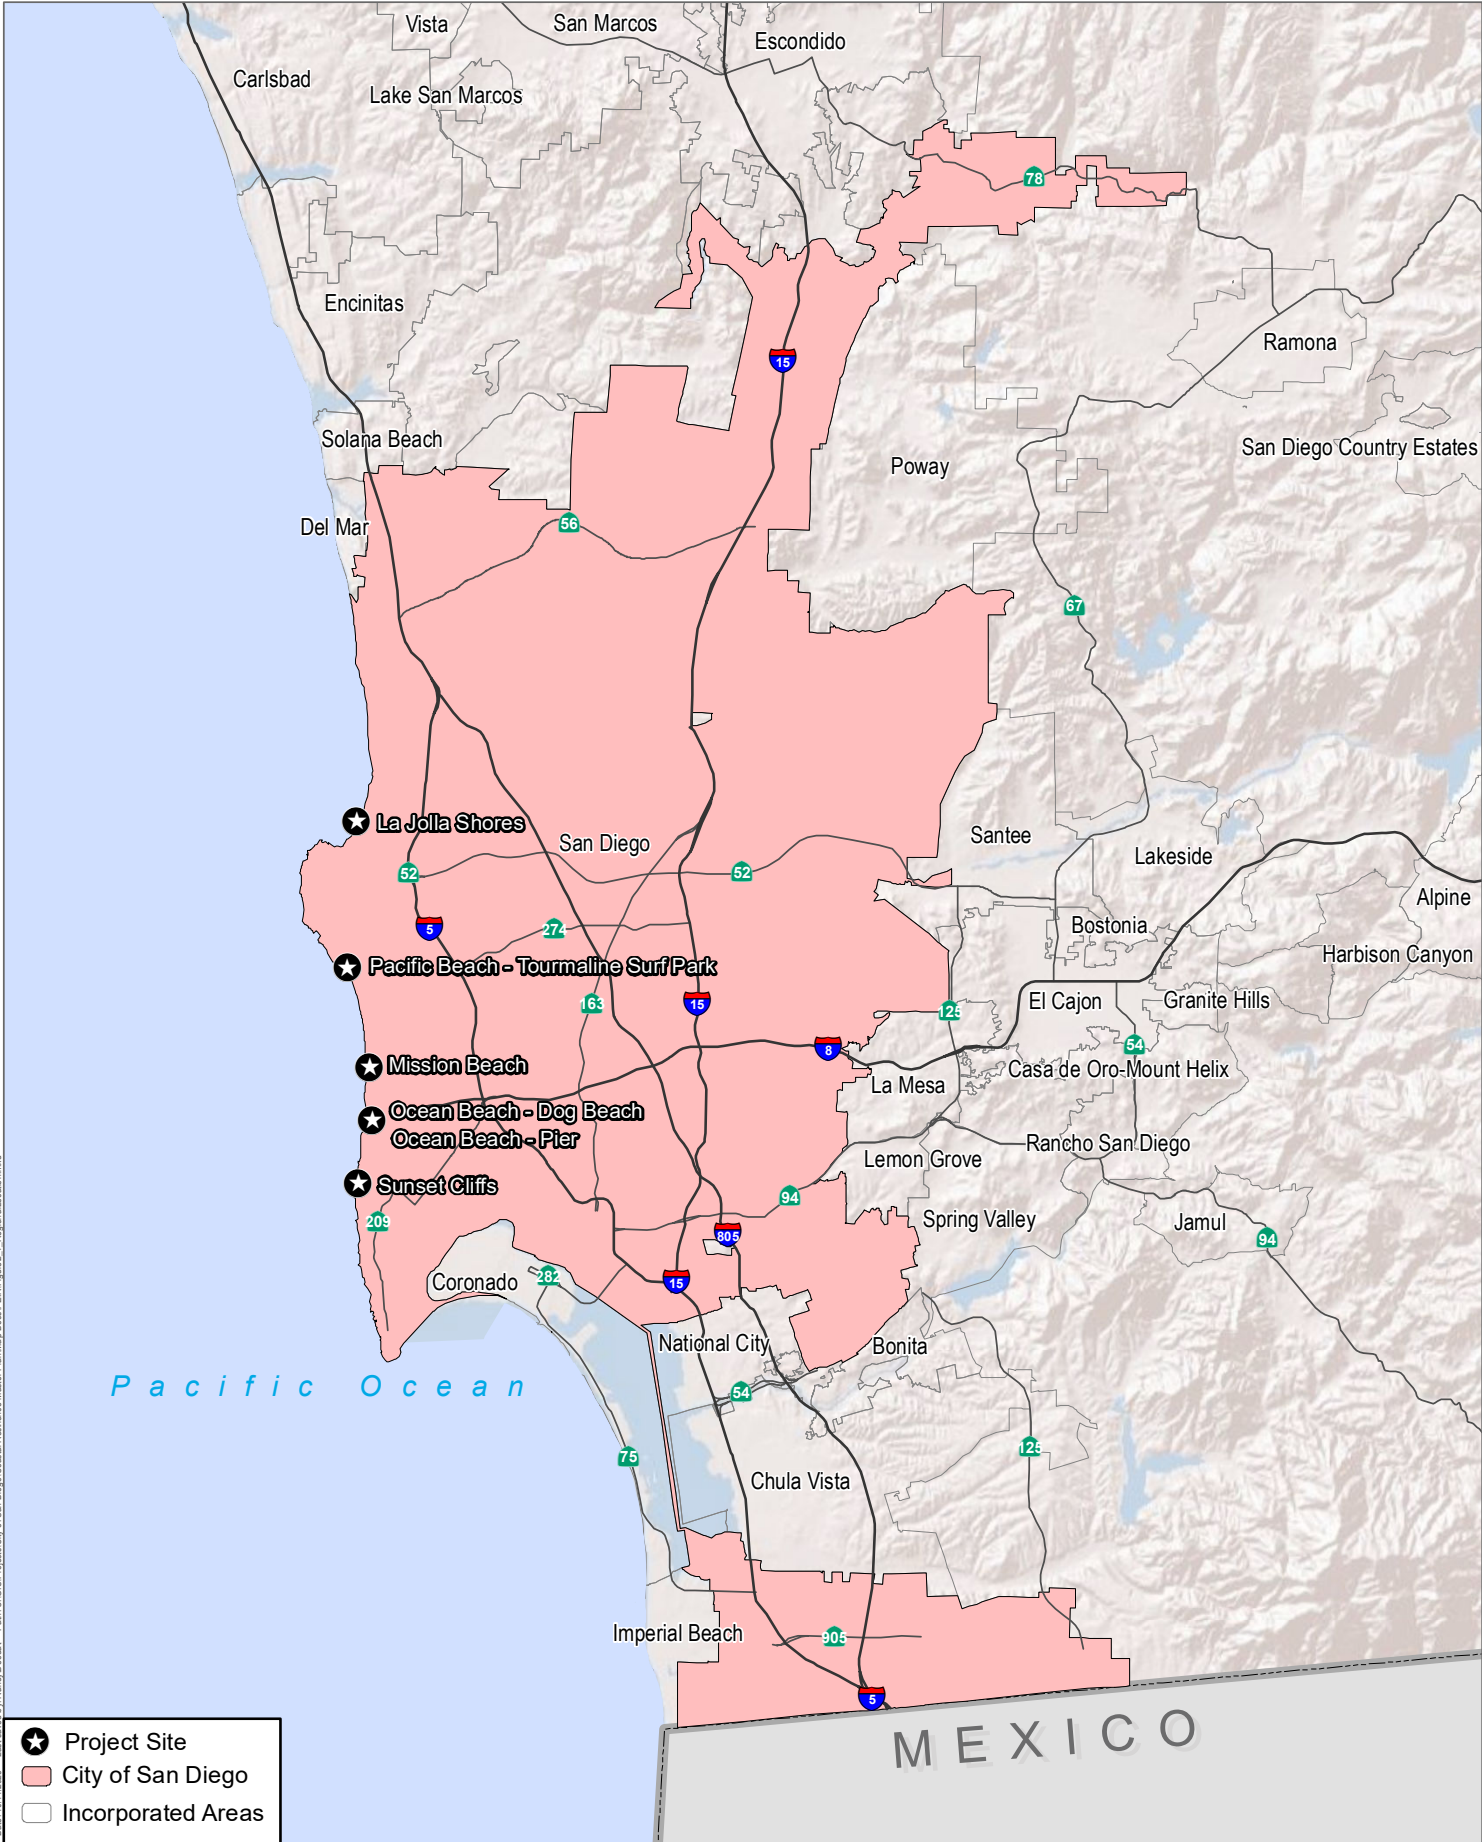 Vista
San Marcos
Escondido
Carlsbad
Lake San Marcos
78
Encinitas
Ramona
15
Solana Beach
San Diego Country Estates
Poway
Del Mar
56
67
La Jolla Shores
San Diego
Santee
Lakeside
52
52
Alpine
5
274
Bostonia
Harbison Canyon
Pacific Beach - Tourmaline Surf Park
163
15
125
El Cajon
Granite Hills
8
54
Mission Beach
Casa de Oro-Mount Helix
La Mesa
Ocean Beach - Dog Beach
Ocean Beach - Pier
Rancho San Diego
Lemon Grove
Sunset Cliffs
94
209
Spring Valley
Jamul
805
94
Coronado
282
15
National City
Bonita
Pacific Ocean
54
75
125
Chula Vista
Imperial Beach
905
5
MEXICO
Project Site
City of San Diego
Incorporated Areas